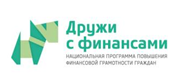 Дружи
с финансами
НАЦИОНАЛЬНАЯ ПРОГРАММА ПОВЫШЕНИЯ
ФИНАНСОВОЙ ГРАМОТНОСТИ ГРАЖДАН